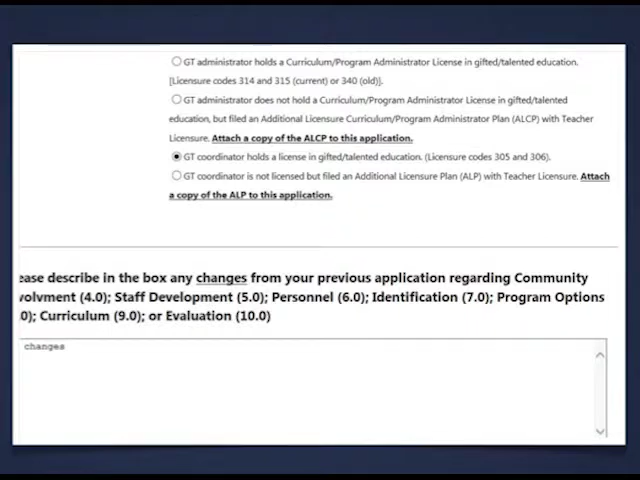 GT administrator holds a Curriculum/Program Administrator License in gifted/talented education.
[Licensure codes 314 and 315 (current) or 340 (old)].
GT administrator does not hold a Curriculum/Program Administrator License in gifted/talented
education, but filed an Additional Licensure Curriculum/Program Administrator Plan (ALCP) with Teacher
Licensure. Attach a copy of the ALCP to this application.
GT coordinator holds a license in gifted/talented education. (Licensure codes 305 and 306).
GT coordinator is not licensed but filed an Additional Licensure Plan (ALP) with Teacher Licensure. Attach
a copy of the ALP to this application.
ease describe in the box any changes from your previous application regarding Community
volvment (4.0); Staff Development (5.0); Personnel (6.0); Identification (7.0); Program Options
0); Curriculum (9.0); or Evaluation (10.0)
changes